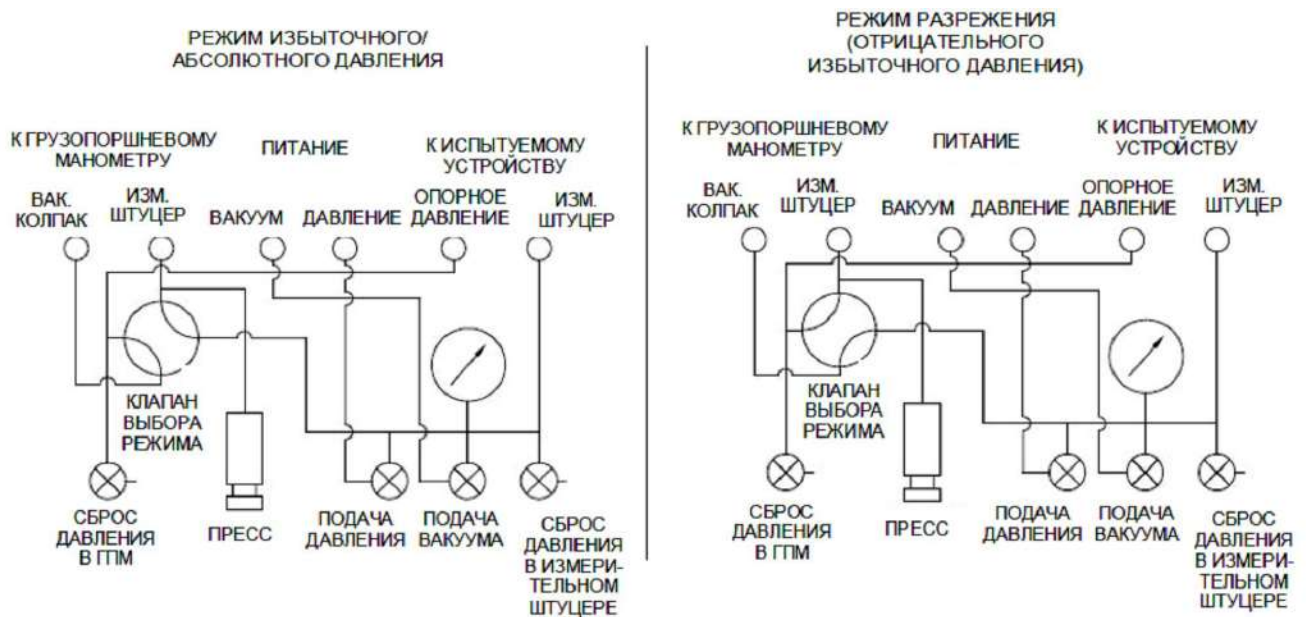 РЕЖИМ ИЗБЫТОЧНОГО/
АБСОЛЮТНОГО ДАВЛЕНИЯ
К ГРУЗОПОРШНЕВОМУ
МАНОМЕТРУ
ПИТАНИЕ
К ИСПЫТУЕМОМУ
УСТРОЙСТВУ
ВАК.
КОЛПАК
ИЗМ.
ШТУЦЕР
ВАКУУМ
ДАВЛЕНИЕ
ОПОРНОЕ
ДАВЛЕНИЕ
ИЗМ.
ШТУЦЕР
КЛАПАН
ВЫБОРА
РЕЖИМА
СБРОС
ДАВЛЕНИЯ
В ГПМ
ПРЕСС
ПОДАЧА
ДАВЛЕНИЯ
ПОДАЧА
ВАКУУМА
СБРОС
ДАВЛЕНИЯ
В ИЗМЕРИ-
ТЕЛЬНОМ
ШТУЦЕРЕ
РЕЖИМ РАЗРЕЖЕНИЯ
(ОТРИЦАТЕЛЬНОГО
ИЗБЫТОЧНОГО ДАВЛЕНИЯ)
К ГРУЗОПОРШНЕВОМУ
МАНОМЕТРУ
ПИТАНИЕ
К ИСПЫТУЕМОМУ
УСТРОЙСТВУ
ВАК.
КОЛПАК
ИЗМ.
ШТУЦЕР
ВАКУУМ
ДАВЛЕНИЕ
ОПОРНОЕ
ДАВЛЕНИЕ
ИЗМ.
ШТУЦЕР
КЛАПАН
ВЫБОРА
РЕЖИМА
СБРОС
ДАВЛЕНИЯ
В ГПМ
ПРЕСС
ПОДАЧА
ДАВЛЕНИЯ
ПОДАЧА
ВАКУУМА
СБРОС
ДАВЛЕНИЯ
В ИЗМЕРИ-
ТЕЛЬНОМ
ШТУЦЕРЕ